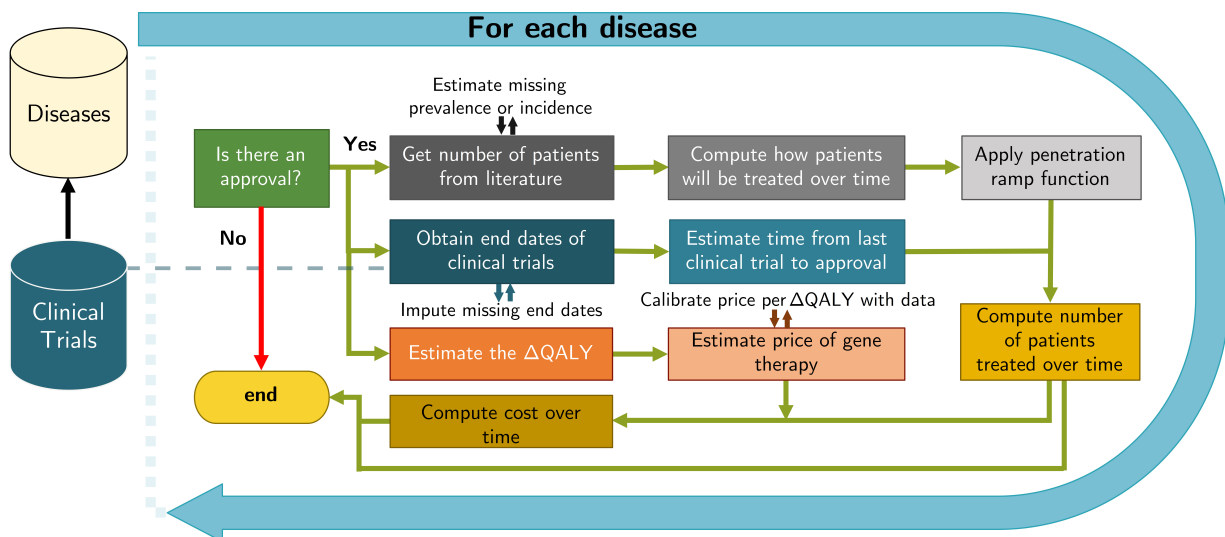 For each disease
Diseases
Clinical
Trials
Estimate missing
prevalence or incidence
Is there an
approval?
Yes
No
Get number of patients
from literature
Compute how patients
will be treated over time
Apply penetration
ramp function
Obtain end dates of
clinical trials
Estimate time from last
clinical trial to approval
Impute missing end dates
Calibrate price per ΔQALY with data
Estimate the ΔQALY
Estimate price of gene
therapy
Compute number
of patients
treated over time
end
Compute cost over
time